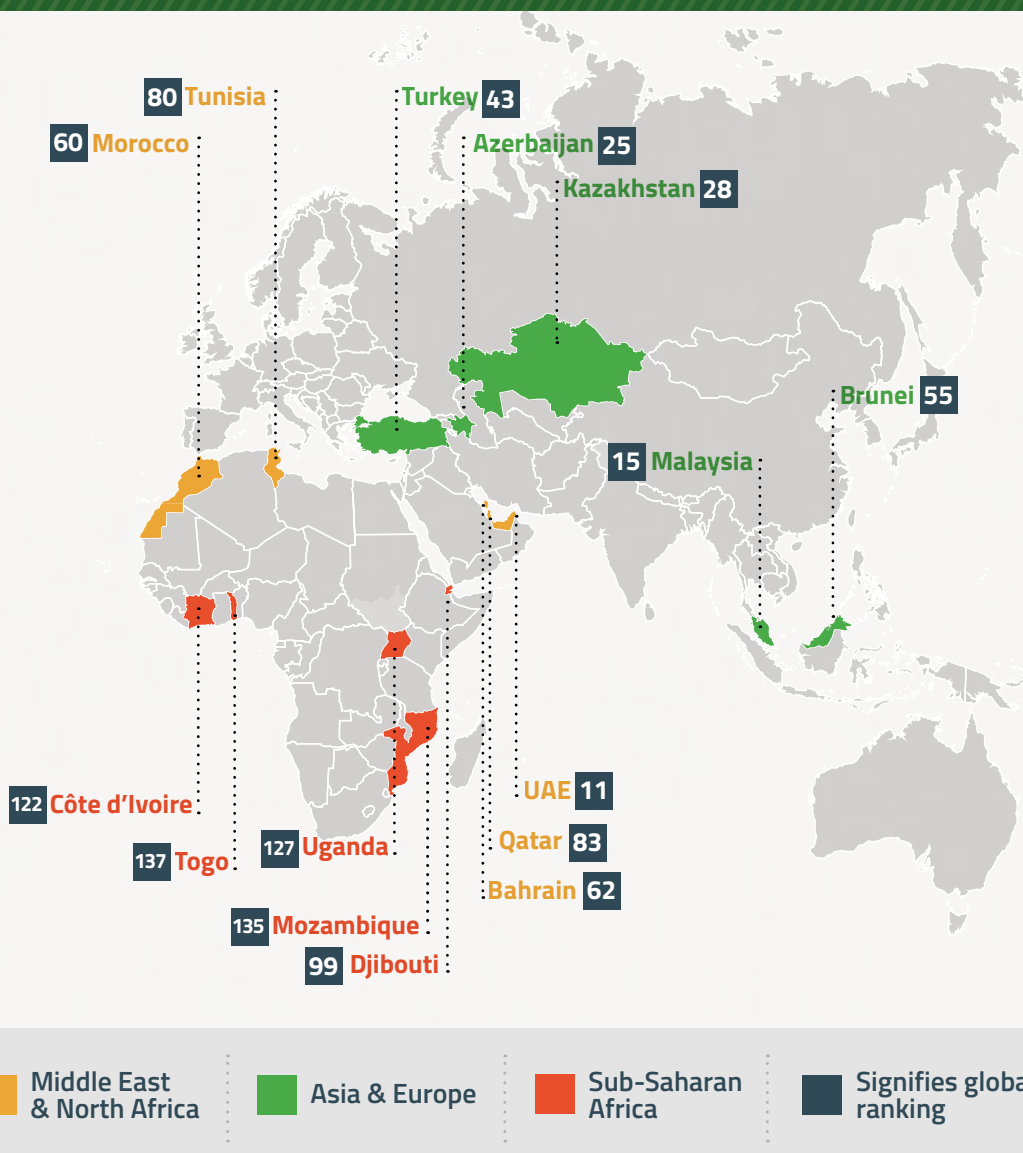 80 Tunisia
Turkey 43
60 Morocco
Azerbaijan 25
Kazakhstan 28
Brunei 55
15 Malaysia
UAE 11
122 Côte d’Ivoire
Qatar 83
127 Uganda
137 Togo
Bahrain 62
135 Mozambique
99 Djibouti
Middle East
& North Africa
Asia & Europe
Sub-Saharan
Africa
Signifies globa
ranking